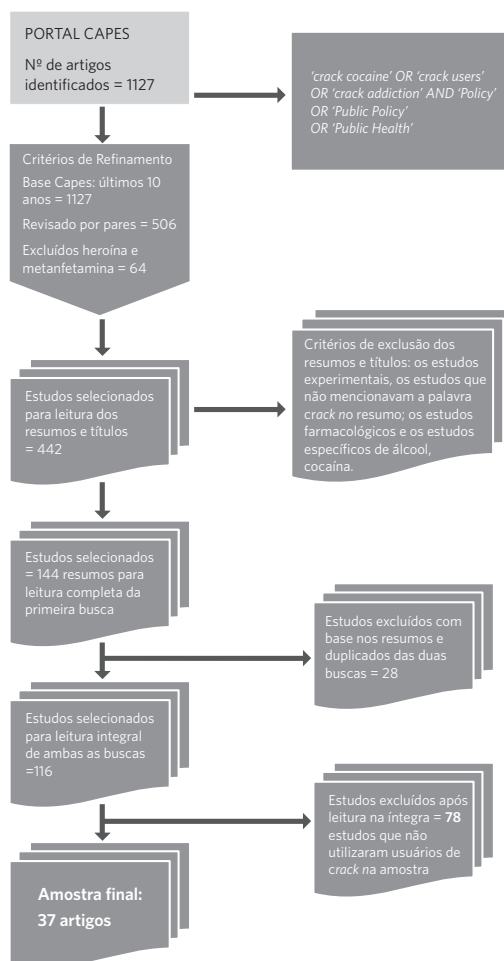 PORTAL CAPES
Nº de artigos
identificados = 1127
'crack cocaine' OR 'crack users'
OR 'crack addiction' AND 'Policy'
OR 'Public Policy'
OR 'Public Health'
Critérios de Refinamento
Base Capes: últimos 10
anos = 1127
Revisado por pares = 506
Excluídos heroína e
metanfetamina = 64
Estudos selecionados
para leitura dos
resumos e títulos
= 442
Critérios de exclusão dos
resumos e títulos: os estudos
experimentais, os estudos que
não mencionavam a palavra
crack no resumo; os estudos
farmacológicos e os estudos
específicos de álcool,
cocaína.
Estudos selecionados
= 144 resumos para
leitura completa da
primeira busca
Estudos excluídos com
base nos resumos e
duplicados das duas
buscas = 28
Estudos selecionados
para leitura integral
de ambas as buscas
=116
Estudos excluídos após
leitura na íntegra = 78
estudos que não
utilizaram usuários de
crack na amostra
Amostra final:
37 artigos